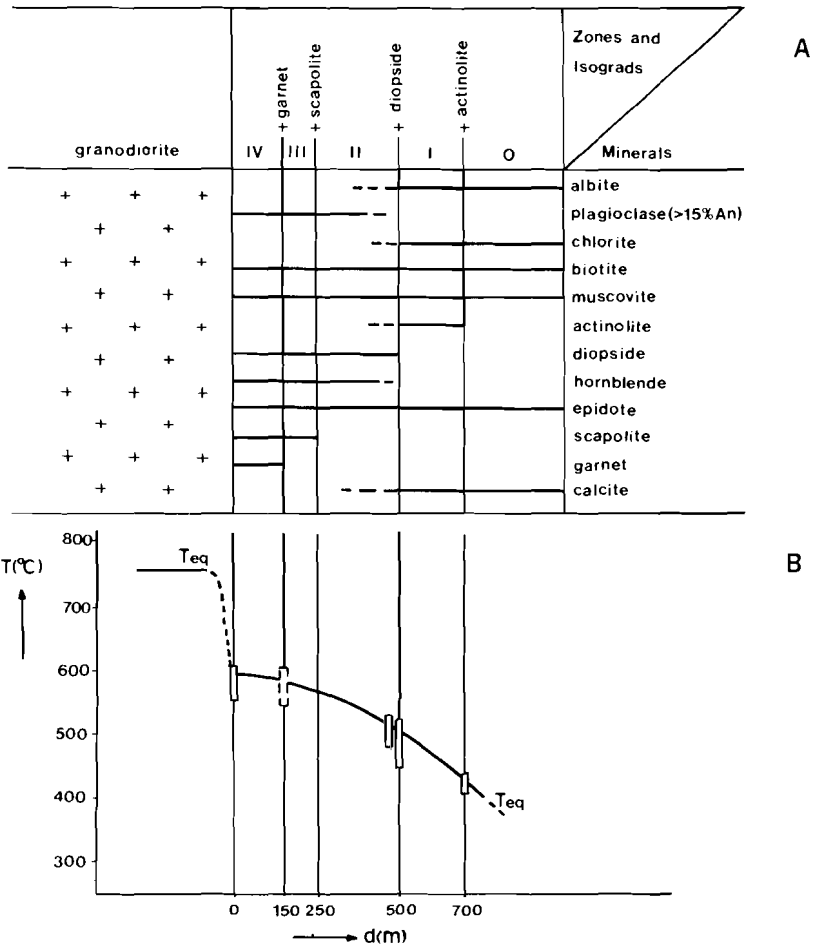 A
Zones and
Isograds
+ garnet
+ scapolite
+ diopside
+ actinolite
granodiorite
IV
III
II
I
O
Minerals
albite
plagioclase(>15%An)
chlorite
biotite
muscovite
actinolite
diopside
hornblende
epidote
scapolite
garnet
calcite
B
T(°C)
800
700
600
500
400
300
Teq
Teq
0 150 250 500 700
d(m)